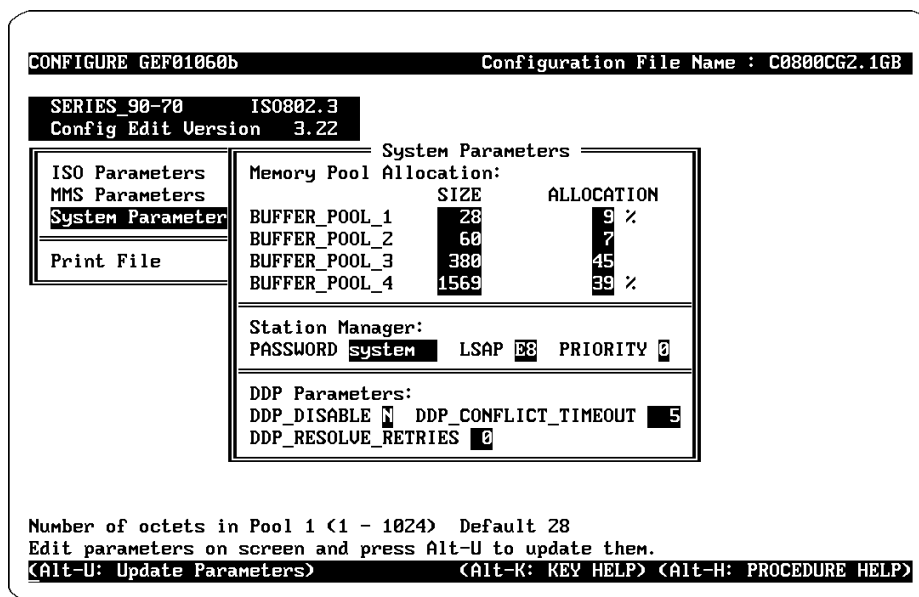 CONFIGURE GEF01060b Configuration File Name : C0800CG2.1GB
SERIES_90-70 ISO802.3
Config Edit Version 3.22
System Parameters
ISO Parameters
MMS Parameters
System Parameter
Print File
Memory Pool Allocation:
SIZE ALLOCATION
BUFFER_POOL_1 28 9 %
BUFFER_POOL_2 60 7
BUFFER_POOL_3 380 45
BUFFER_POOL_4 1569 39 %
Station Manager:
PASSWORD system LSAP E8 PRIORITY 0
DDP Parameters:
DDP_DISABLE N DDP_CONFLICT_TIMEOUT 5
DDP_RESOLVE_RETRIES 0
Number of octets in Pool 1 (1 - 1024) Default 28
Edit parameters on screen and press Alt-U to update them.
(Alt-U: Update Parameters) (Alt-K: KEY HELP) (Alt-H: PROCEDURE HELP)